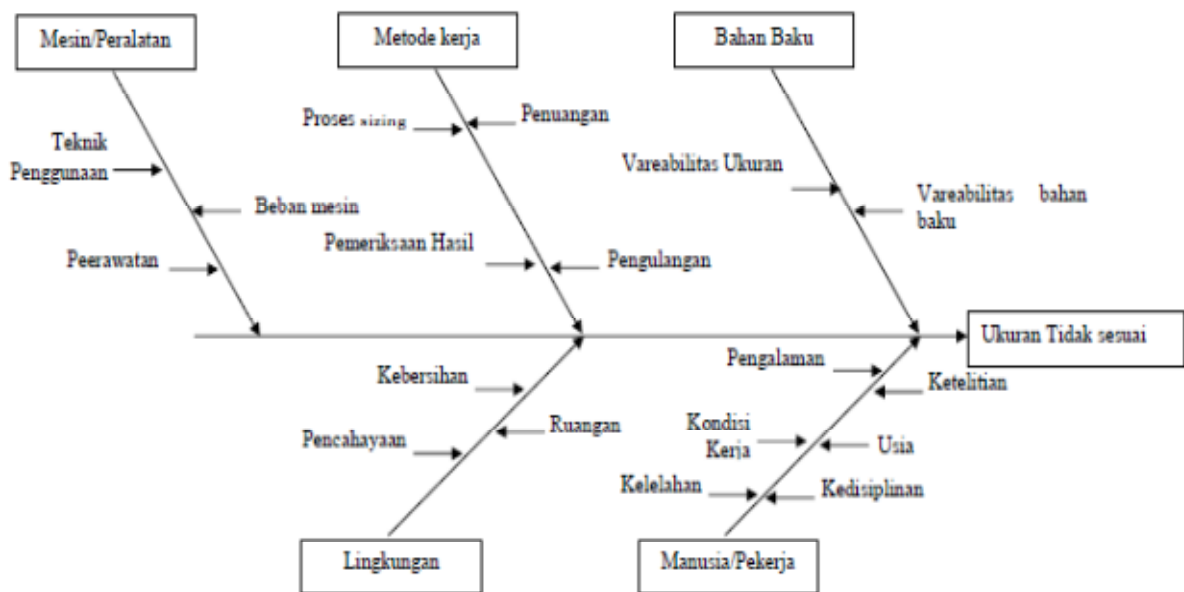 Mesin/Peralatan
Metode kerja
Bahan Baku
Proses sizing
Penuangan
Teknik
Penggunaan
Vareabilitas Ukuran
Vareabilitas bahan
baku
Beban mesin
Pemeriksaan Hasil
Pengulangan
Peerawatan
Ukuran Tidak sesuai
Pengalaman
Kebersihan
Ketelitian
Ruangan
Kondisi
Kerja
Pencahayaan
Usia
Kelelahan
Kedisiplinan
Lingkungan
Manusia/Pekerja